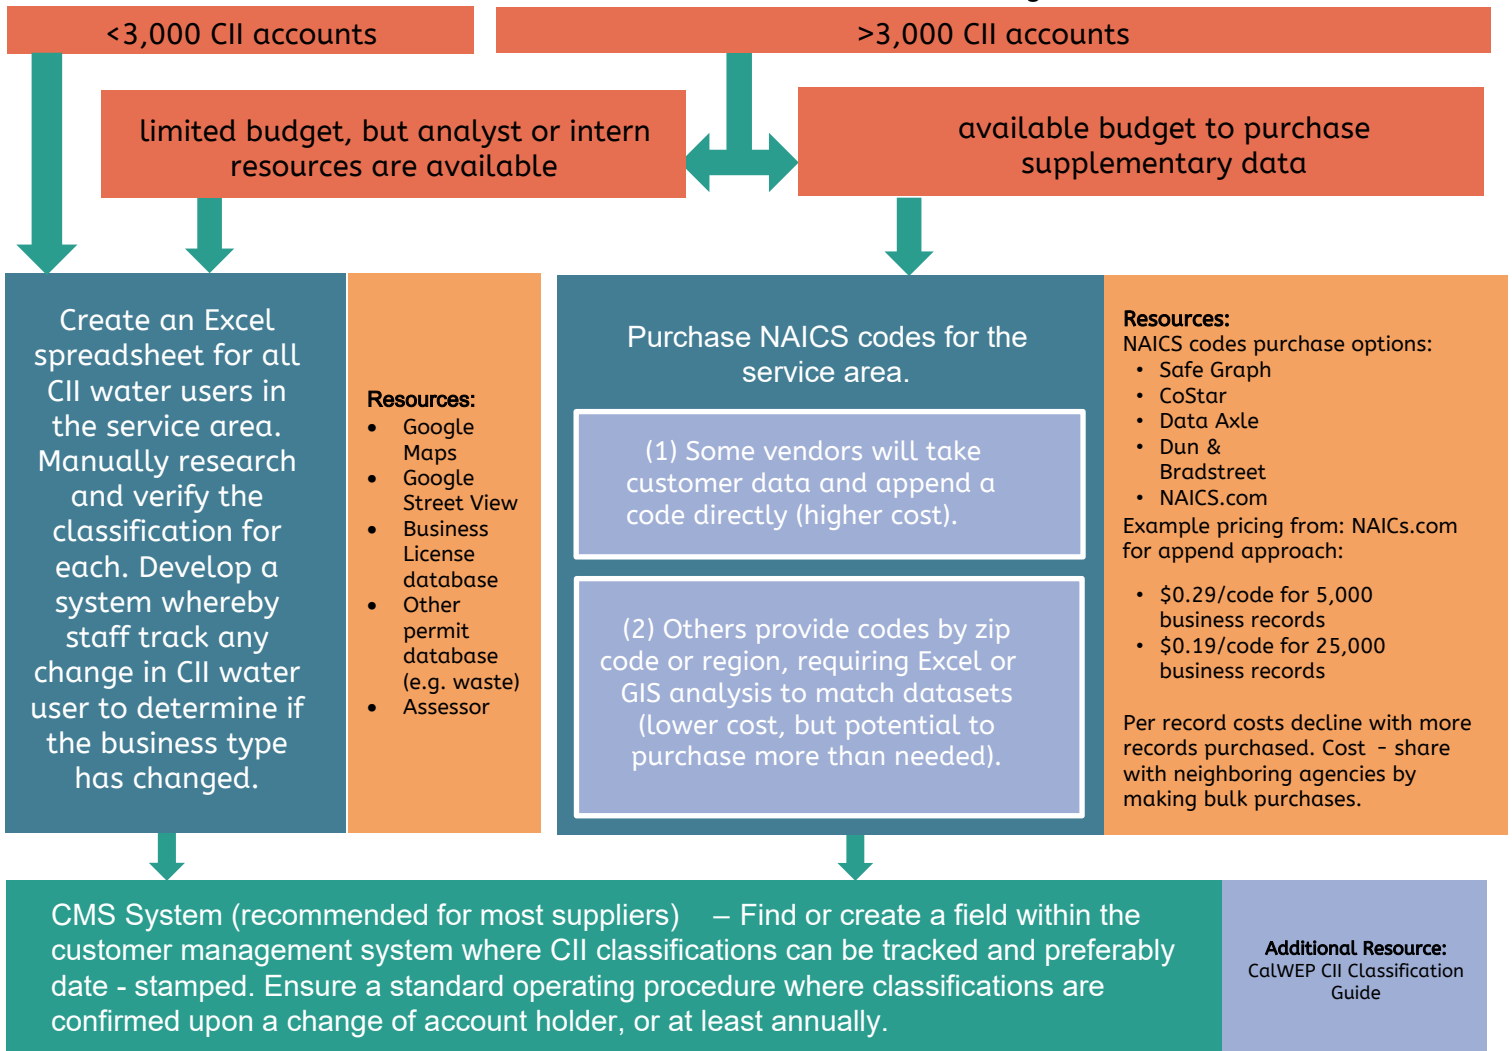 <3,000 CII accounts
>3,000 CII accounts
limited budget, but analyst or intern
resources are available
available budget to purchase
supplementary data
Create an Excel
spreadsheet for all
CII water users in
the service area.
Manually research
and verify the
classification for
each. Develop a
system whereby
staff track any
change in CII water
user to determine if
the business type
has changed.
Resources:
• Google
Maps
• Google
Street View
• Business
License
database
• Other
permit
database
(e.g. waste)
• Assessor
Purchase NAICS codes for the
service area.
(1) Some vendors will take
customer data and append a
code directly (higher cost).
(2) Others provide codes by zip
code or region, requiring Excel or
GIS analysis to match datasets
(lower cost, but potential to
purchase more than needed).
Resources:
NAICS codes purchase options:
• Safe Graph
• CoStar
• Data Axle
• Dun &
Bradstreet
• NAICS.com
Example pricing from: NAICs.com
for append approach:
• $0.29/code for 5,000
business records
• $0.19/code for 25,000
business records
Per record costs decline with more
records purchased. Cost - share
with neighboring agencies by
making bulk purchases.
CMS System (recommended for most suppliers) – Find or create a field within the
customer management system where CII classifications can be tracked and preferably
date - stamped. Ensure a standard operating procedure where classifications are
confirmed upon a change of account holder, or at least annually.
Additional Resource:
CalWEP CII Classification
Guide